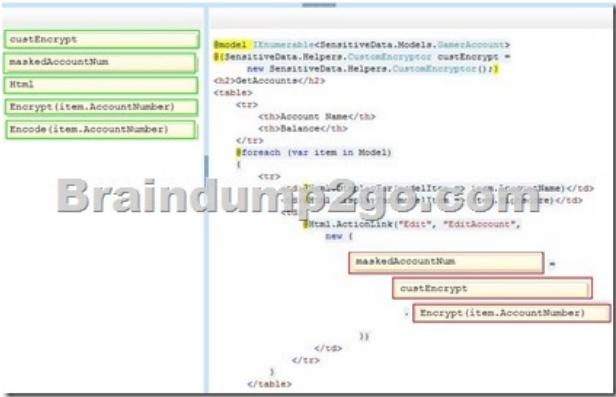 custEncrypt
maskedAccountNum
Html
Encrypt(item.AccountNumber)
Encode(item.AccountNumber)
@model IEnumerable<SensitiveData.Models.GamerAccount>
@{SensitiveData.Helpers.CustomEncryptor custEncrypt =
new SensitiveData.Helpers.CustomEncryptor();}
<h2>GetAccounts</h2>
<table>
<tr>
<th>Account Name</th>
<th>Balance</th>
</tr>
@foreach (var item in Model)
{
<tr>
Braindump2go.com
@Html.ActionLink("Edit", "EditAccount",
new {
maskedAccountNum =
custEncrypt
. Encrypt(item.AccountNumber)
})
</td>
</tr>
}
</table>